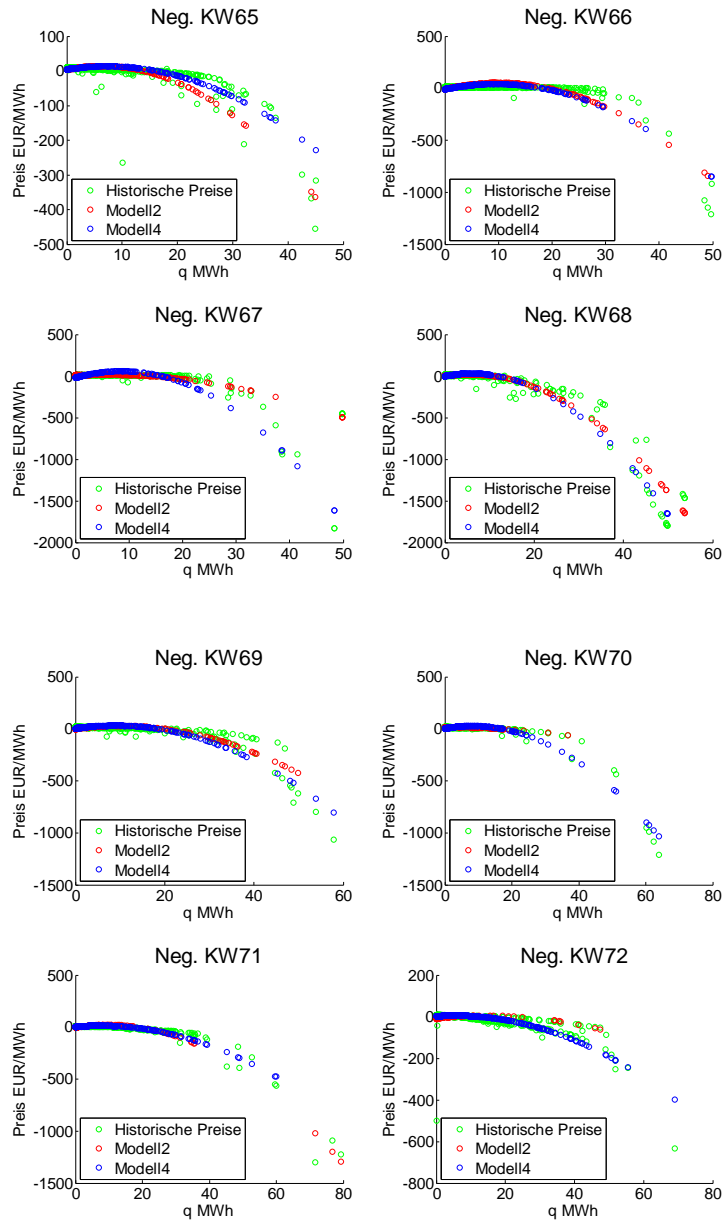 Neg. KW65
100
0
-100
-200
-300
-400
-500
Preis EUR/MWh
Historische Preise
Modell2
Modell4
0 10 20 30 40 50
q MWh
Neg. KW66
500
0
-500
-1000
-1500
Preis EUR/MWh
Historische Preise
Modell2
Modell4
0 10 20 30 40 50
q MWh
Neg. KW67
500
0
-500
-1000
-1500
-2000
Preis EUR/MWh
Historische Preise
Modell2
Modell4
0 10 20 30 40 50
q MWh
Neg. KW68
500
0
-500
-1000
-1500
-2000
Preis EUR/MWh
Historische Preise
Modell2
Modell4
0 20 40 60
q MWh
Neg. KW69
500
0
-500
-1000
-1500
Preis EUR/MWh
Historische Preise
Modell2
Modell4
0 20 40 60
q MWh
Neg. KW70
500
0
-500
-1000
-1500
Preis EUR/MWh
Historische Preise
Modell2
Modell4
0 20 40 60 80
q MWh
Neg. KW71
500
0
-500
-1000
-1500
Preis EUR/MWh
Historische Preise
Modell2
Modell4
0 20 40 60 80
q MWh
Neg. KW72
200
0
-200
-400
-600
-800
Preis EUR/MWh
Historische Preise
Modell2
Modell4
0 20 40 60 80
q MWh